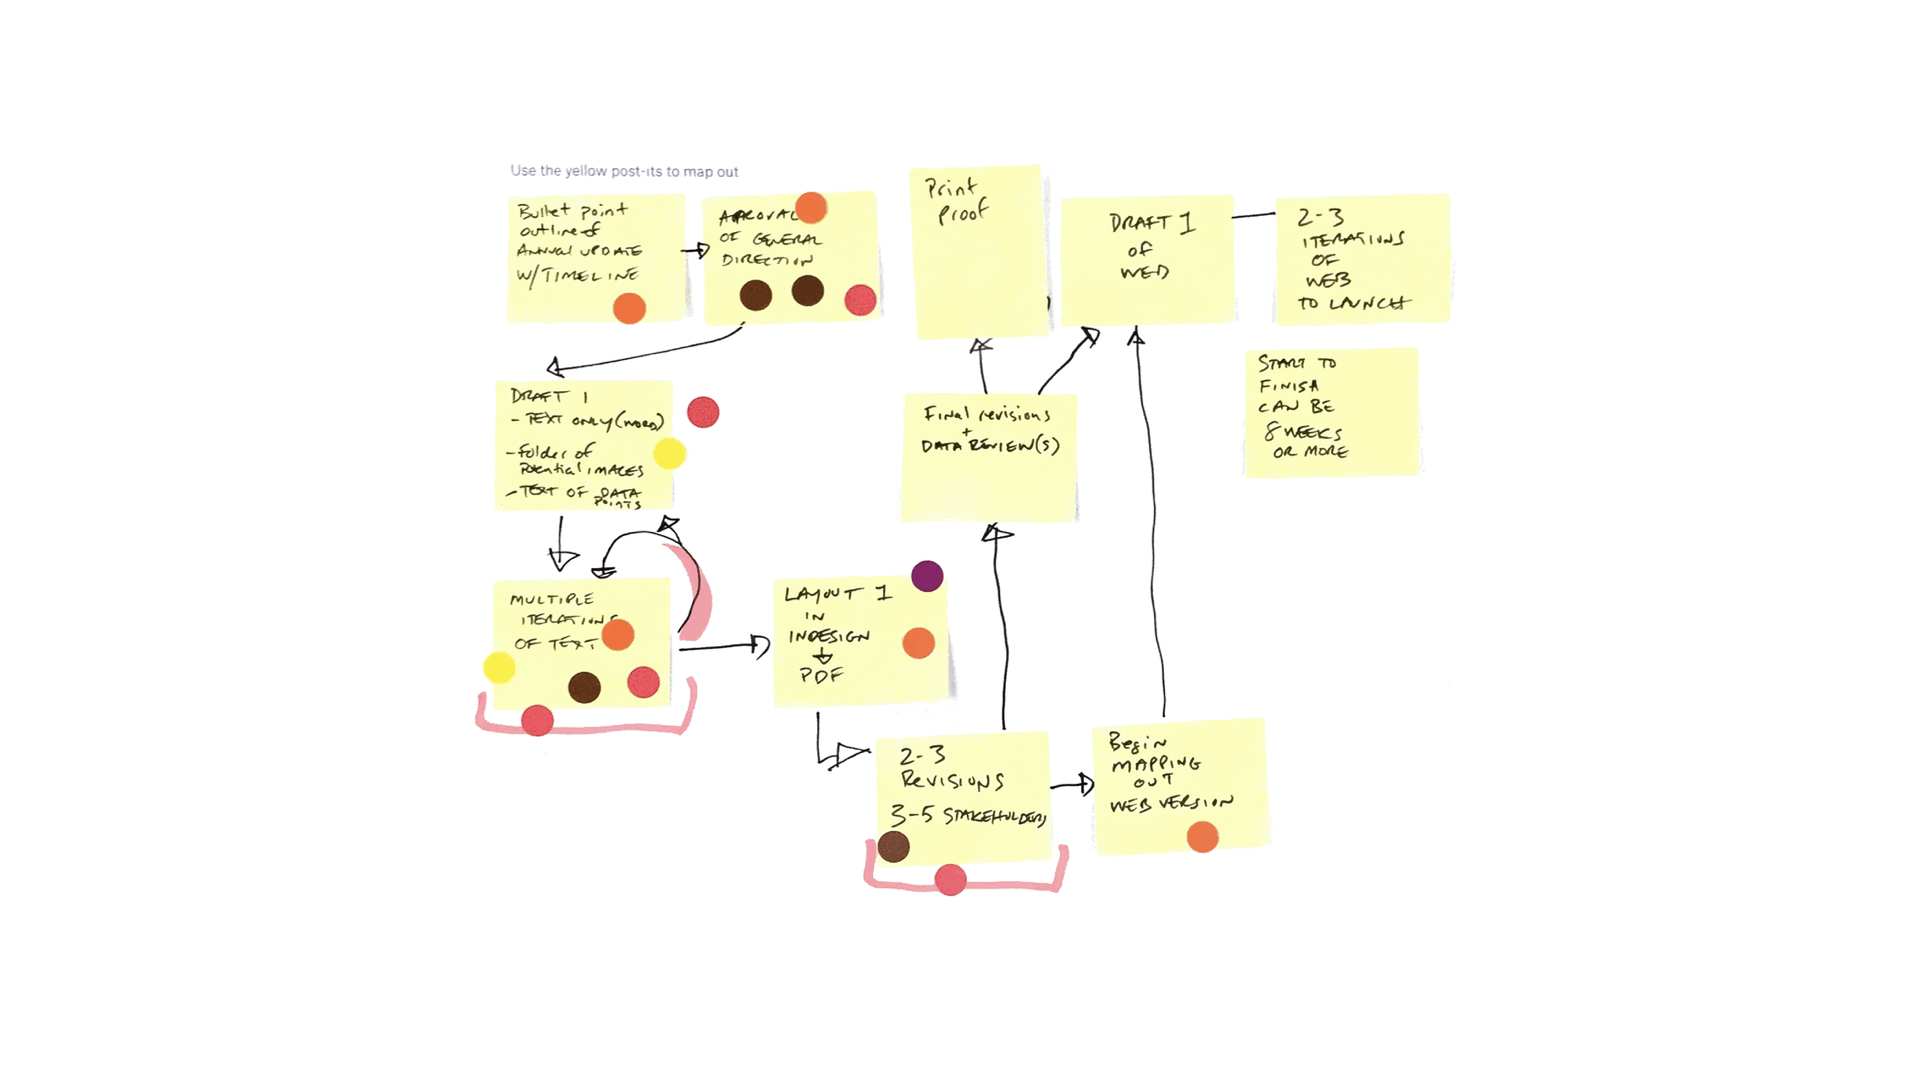 Use the yellow post-its to map out
Bullet point
outline of
ANNUAL UPDATE
W/TIMELINE
APPROVAL
OF GENERAL
DIRECTION
DRAFT 1
- TEXT ONLY (WORD)
- Folder of
Potential IMAGES
- TEXT OF DATA
POINTS
MULTIPLE
ITERATIONS
OF TEXT
LAYOUT 1
IN
INDESIGN
PDF
2-3
REVISIONS
3-5 STAKEHOLDERS
Begin
MAPPING
OUT
WEB VERSION
Final revisions
+
DATA REVIEW(S)
Print
Proof
DRAFT 1
OF
WEB
2-3
ITERATIONS
OF
WEB
TO LAUNCH
START TO
FINISH
CAN BE
8 WEEKS
OR MORE